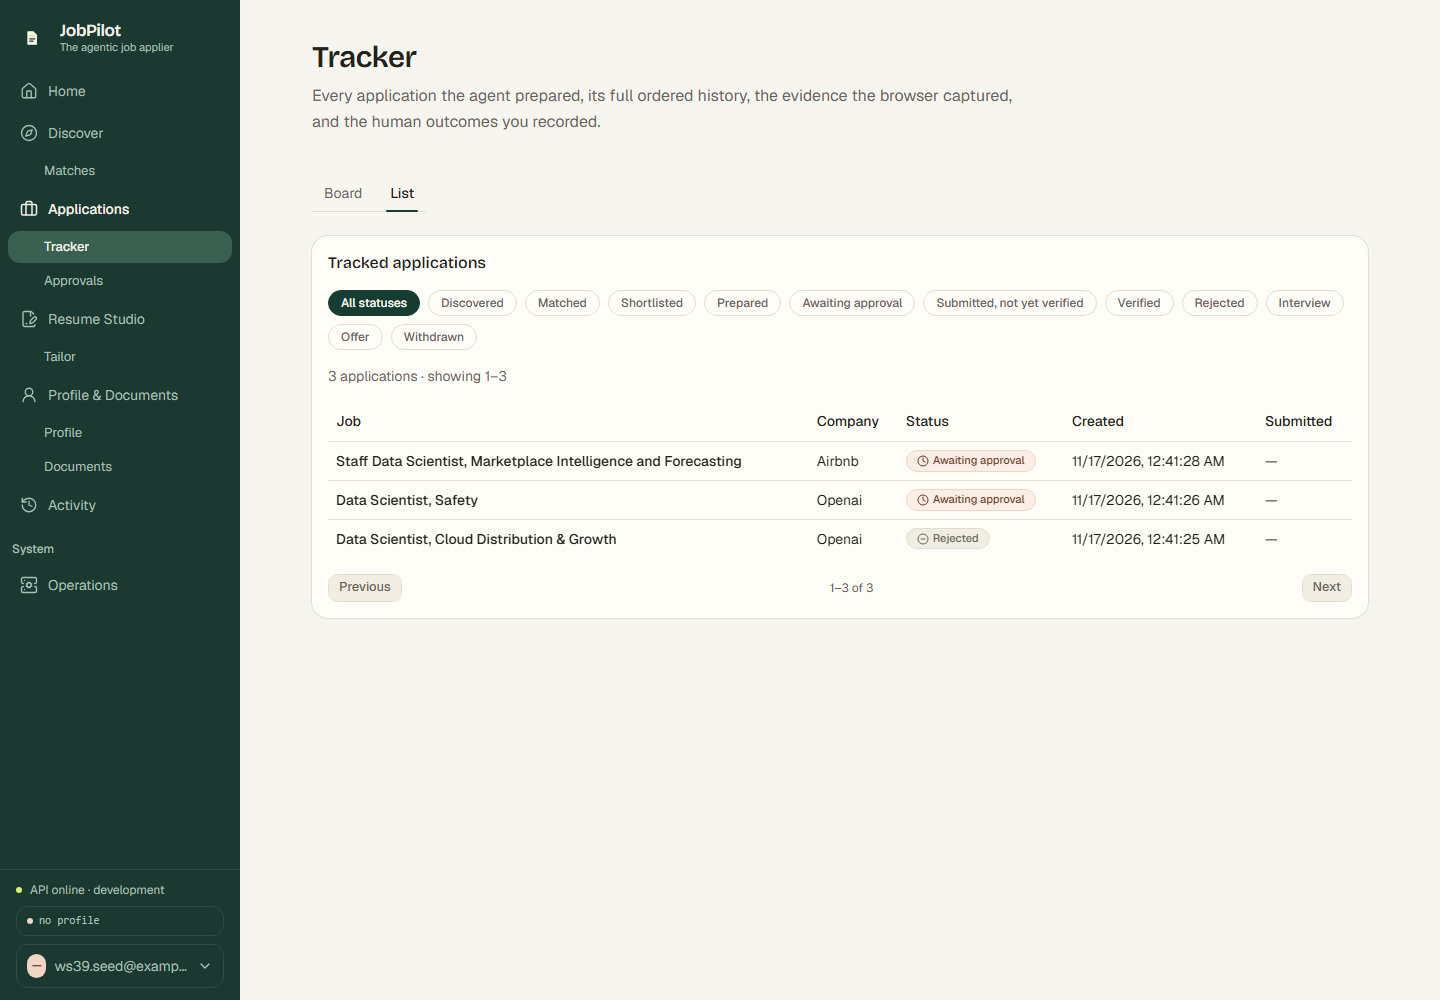 JobPilot
The agentic job applier
Home
Discover
Matches
Applications
Tracker
Approvals
Resume Studio
Tailor
Profile & Documents
Profile
Documents
Activity
System
Operations
API online · development
no profile
ws39.seed@examp...
Tracker
Every application the agent prepared, its full ordered history, the evidence the browser captured,
and the human outcomes you recorded.
Board List
Tracked applications
All statuses Discovered Matched Shortlisted Prepared Awaiting approval Submitted, not yet verified Verified Rejected Interview
Offer Withdrawn
3 applications · showing 1–3
Job Company Status Created Submitted
Staff Data Scientist, Marketplace Intelligence and Forecasting Airbnb Awaiting approval 11/17/2026, 12:41:28 AM —
Data Scientist, Safety Openai Awaiting approval 11/17/2026, 12:41:26 AM —
Data Scientist, Cloud Distribution & Growth Openai Rejected 11/17/2026, 12:41:25 AM —
Previous 1–3 of 3 Next